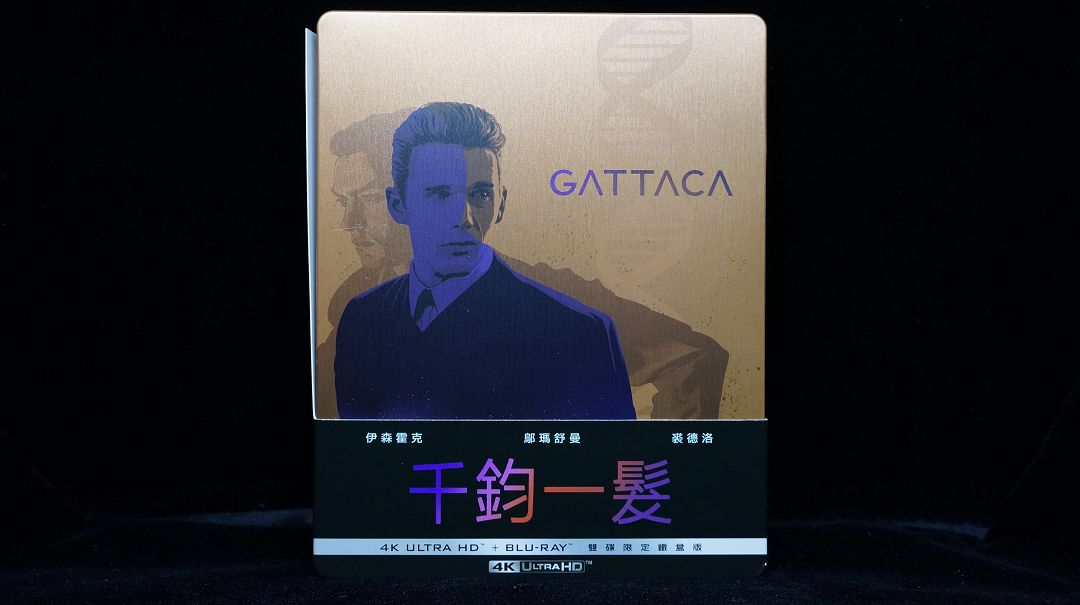 GATTACA
伊森霍克 鄔瑪舒曼 裘德洛
千鈞一髮
4K ULTRA HD™ + BLU-RAY™ 雙碟限定鐵盒版
4K ULTRA HD™